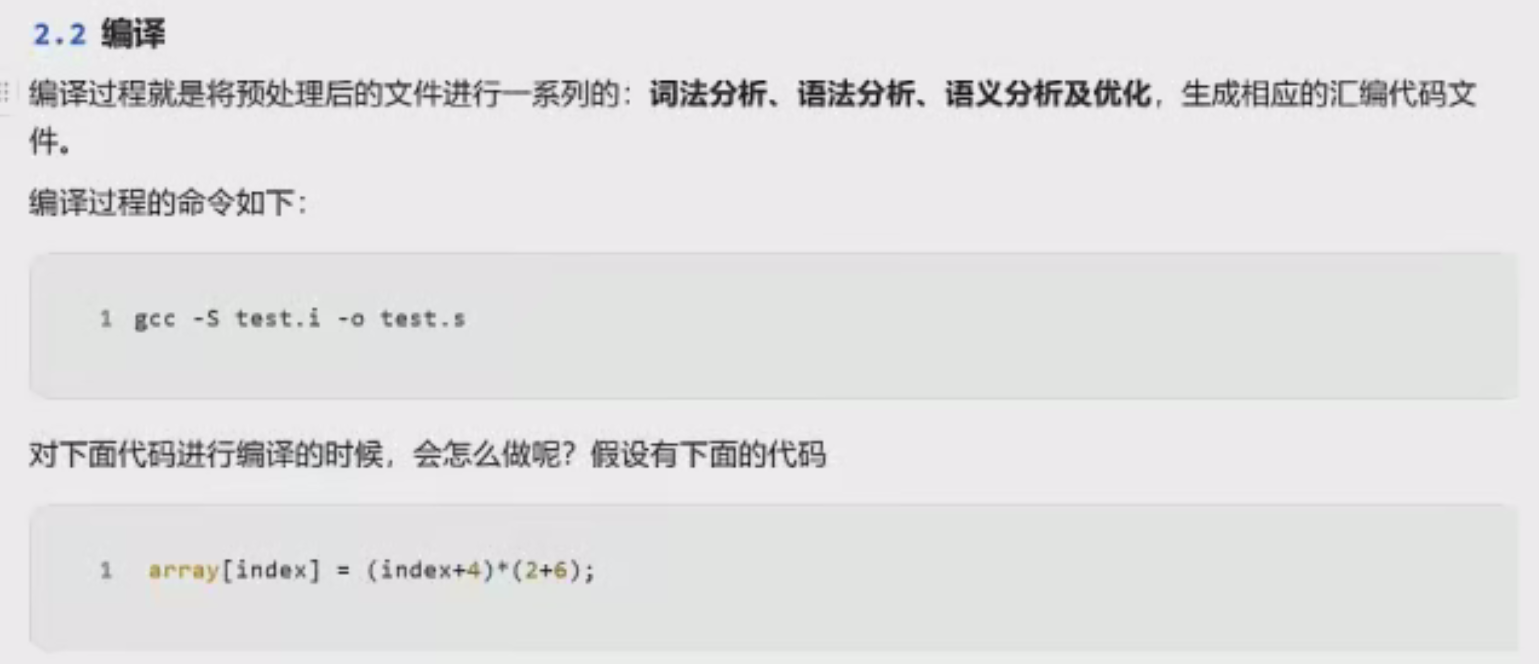 2.2 编译
编译过程就是将预处理后的文件进行一系列的：词法分析、语法分析、语义分析及优化，生成相应的汇编代码文
件。
编译过程的命令如下：
1 gcc -S test.i -o test.s
对下面代码进行编译的时候，会怎么做呢？假设有下面的代码
1 array[index] = (index+4)*(2+6);